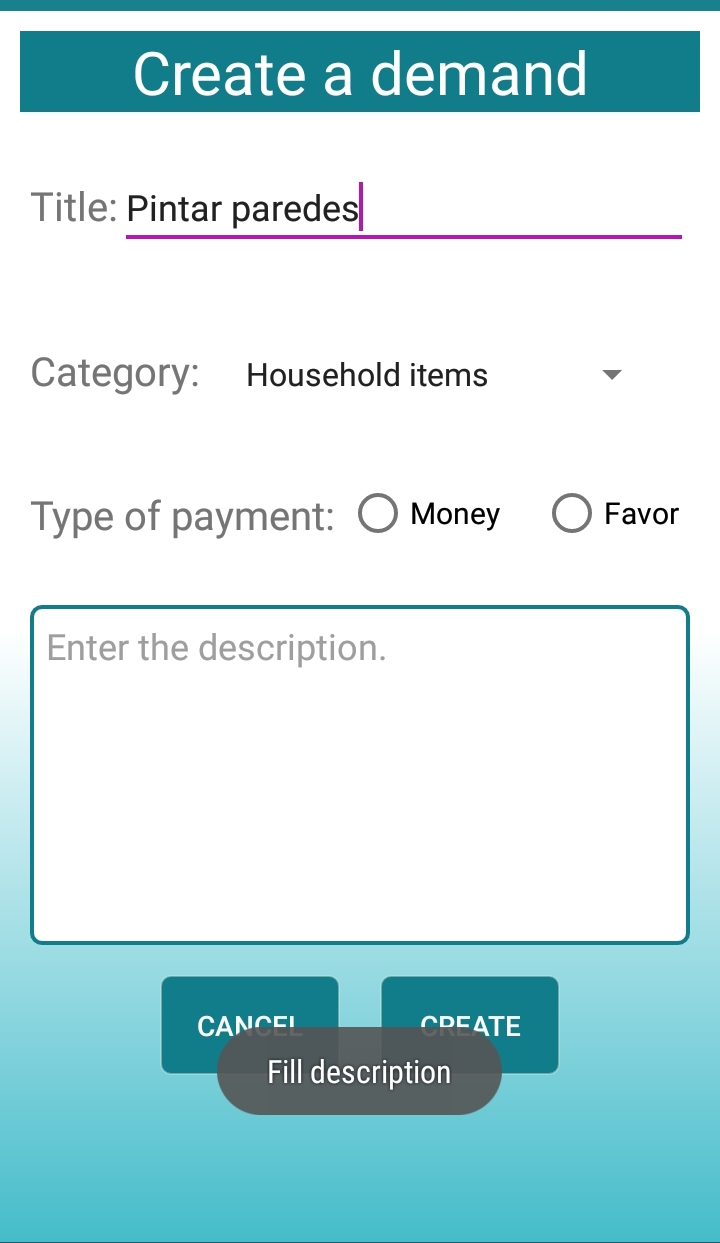 Create a demand
Title: Pintar paredes
Category: Household items
Type of payment: Money Favor
Enter the description.
CANCEL CREATE
Fill description